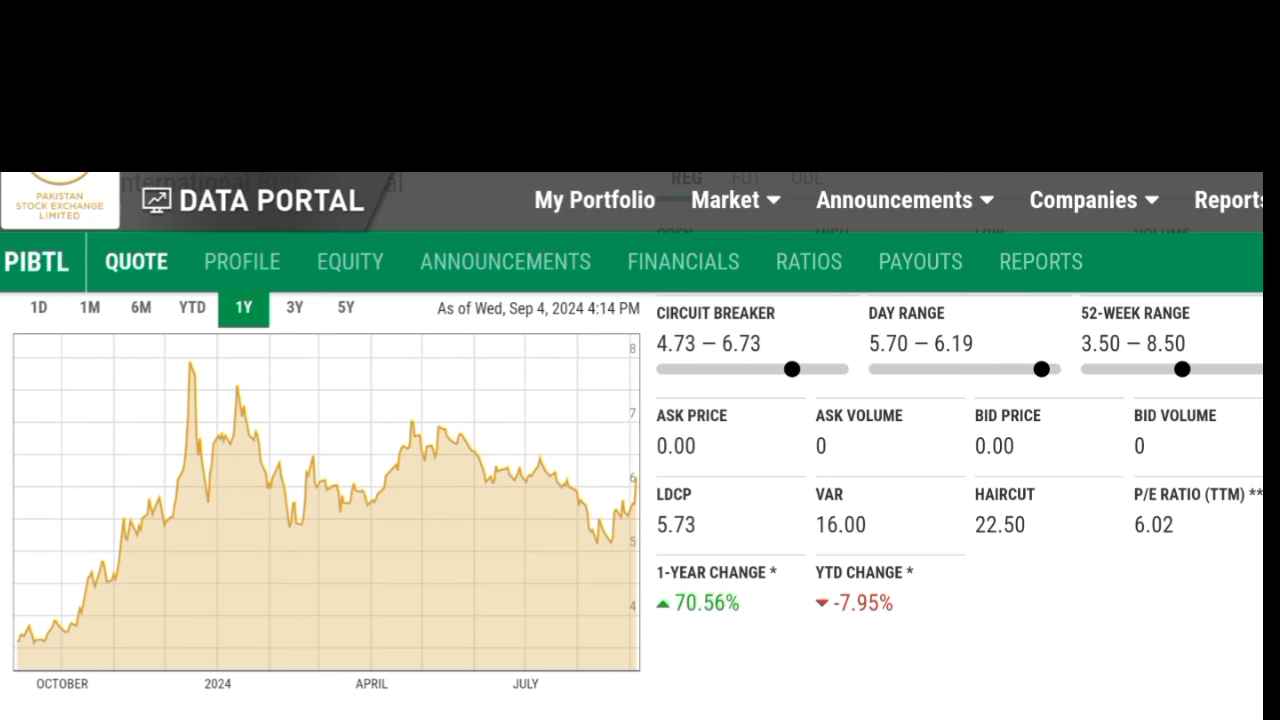 PAKISTAN
STOCK EXCHANGE
LIMITED
DATA PORTAL
My Portfolio Market Announcements Companies Reports
REG FUT ODL
PIBTL QUOTE PROFILE EQUITY ANNOUNCEMENTS FINANCIALS RATIOS PAYOUTS REPORTS
1D 1M 6M YTD 1Y 3Y 5Y As of Wed, Sep 4, 2024 4:14 PM
8
7
6
5
4
OCTOBER 2024 APRIL JULY
CIRCUIT BREAKER DAY RANGE 52-WEEK RANGE
4.73 — 6.73 5.70 — 6.19 3.50 — 8.50
ASK PRICE ASK VOLUME BID PRICE BID VOLUME
0.00 0 0.00 0
LDCP VAR HAIRCUT P/E RATIO (TTM) **
5.73 16.00 22.50 6.02
1-YEAR CHANGE * YTD CHANGE *
70.56% -7.95%